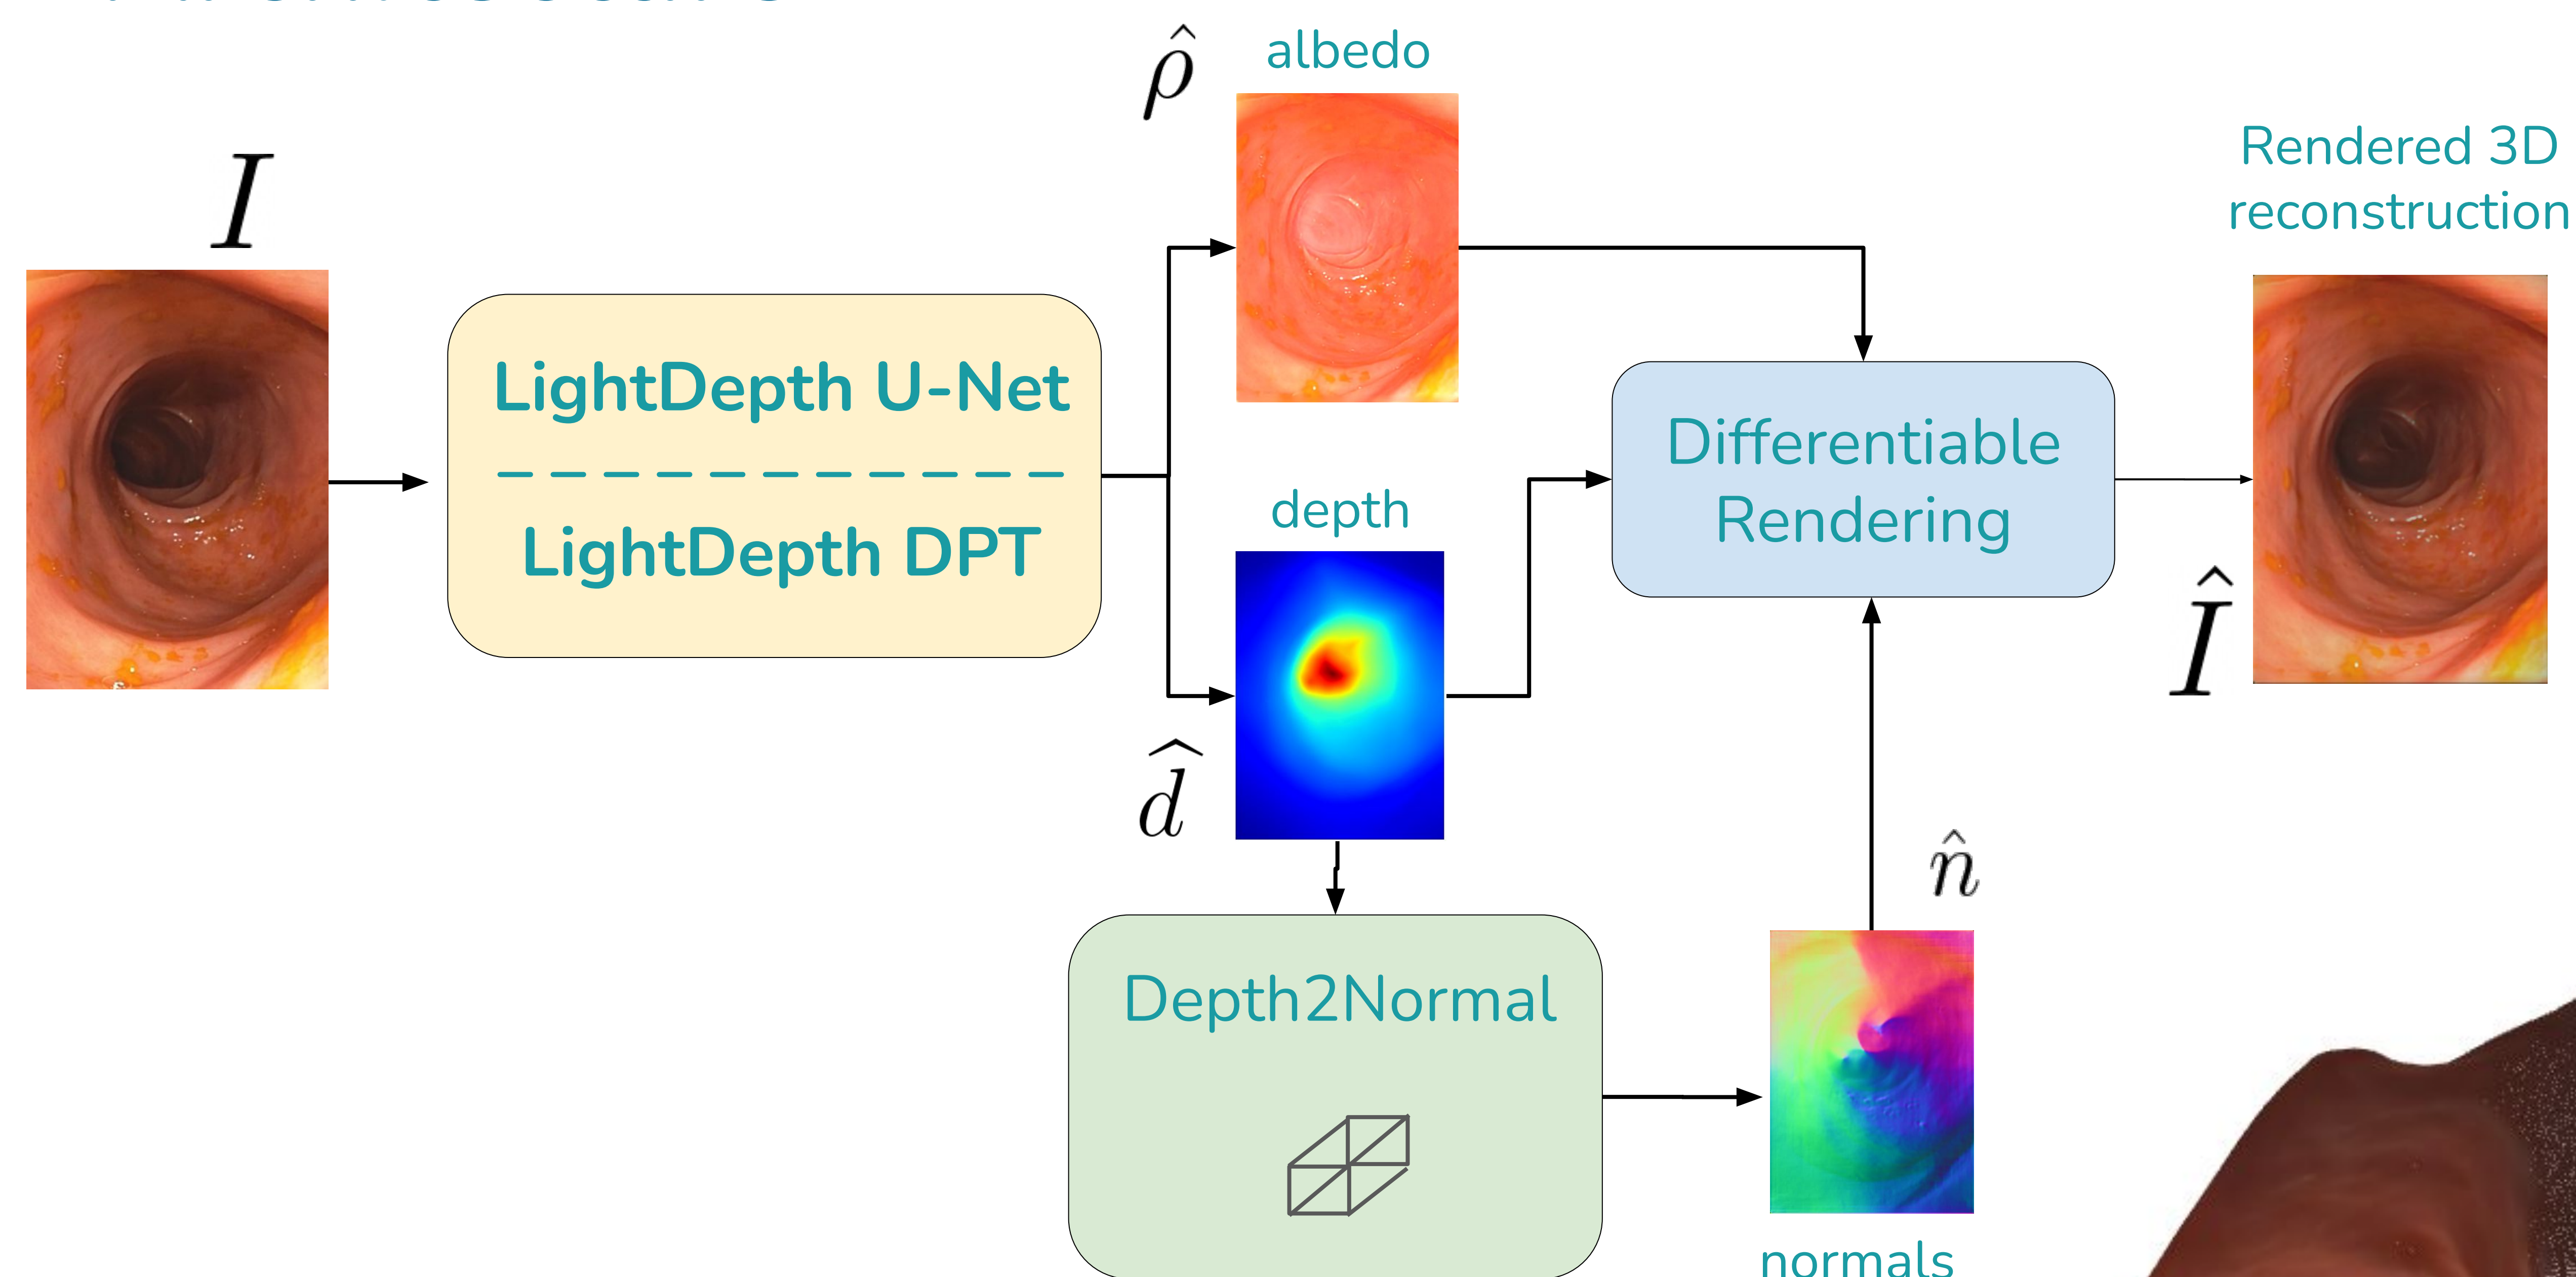 ρ̂
albedo
I
Rendered 3D
reconstruction
LightDepth U-Net
LightDepth DPT
Differentiable
Rendering
depth
Î
d̂
n̂
Depth2Normal
normals